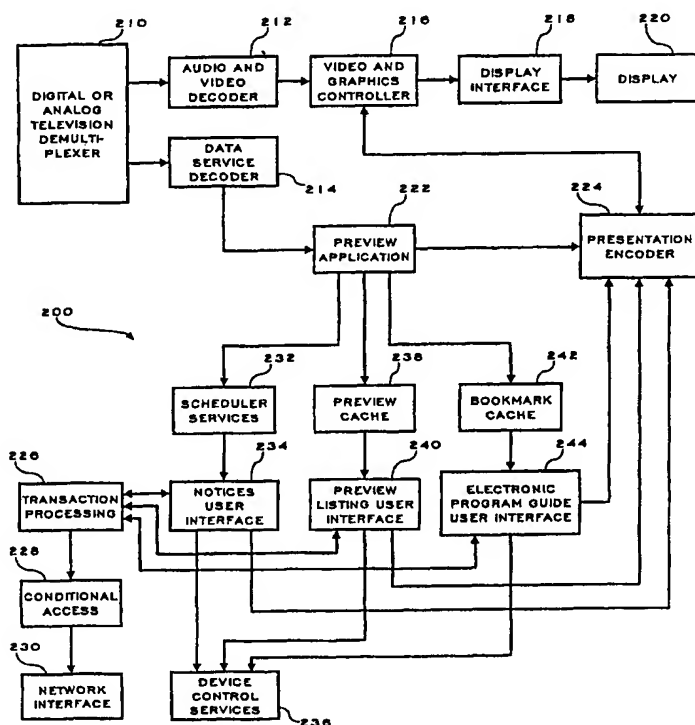 210
DIGITAL OR
ANALOG
TELEVISION
DEMULTI-
PLEXER
212
AUDIO AND
VIDEO
DECODER
216
VIDEO AND
GRAPHICS
CONTROLLER
218
DISPLAY
INTERFACE
220
DISPLAY
DATA
SERVICE
DECODER
214
222
PREVIEW
APPLICATION
224
PRESENTATION
ENCODER
200
232
SCHEDULER
SERVICES
238
PREVIEW
CACHE
242
BOOKMARK
CACHE
226
TRANSACTION
PROCESSING
234
NOTICES
USER
INTERFACE
240
PREVIEW
LISTING USER
INTERFACE
244
ELECTRONIC
PROGRAM GUIDE
USER INTERFACE
228
CONDITIONAL
ACCESS
230
NETWORK
INTERFACE
DEVICE
CONTROL
SERVICES
236